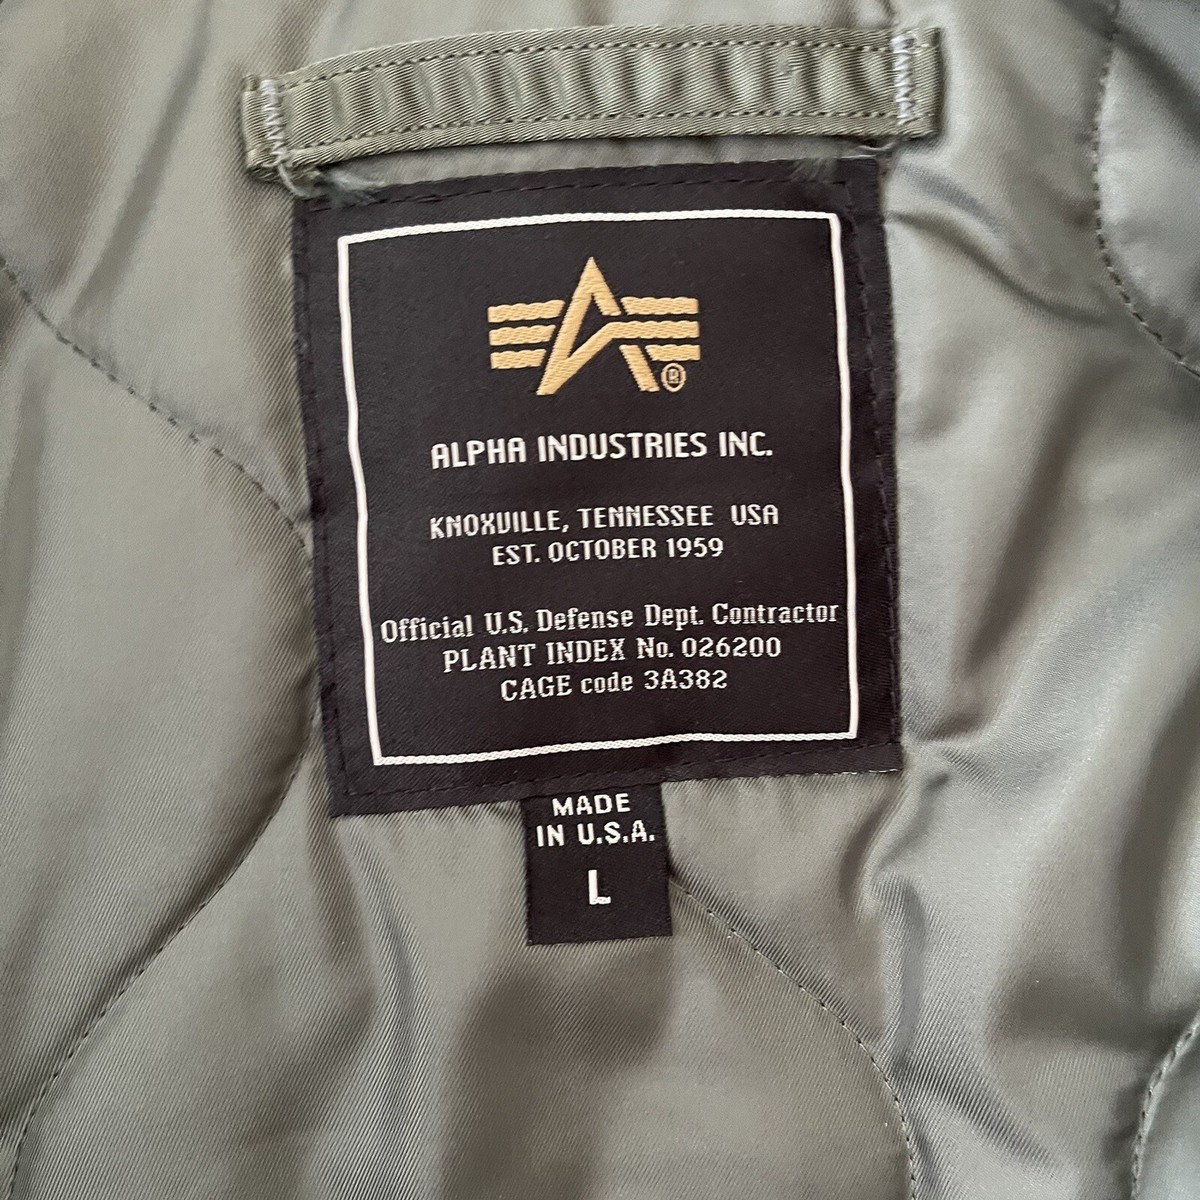 ®
ALPHA INDUSTRIES INC.
KNOXVILLE, TENNESSEE USA
EST. OCTOBER 1959
Official U.S. Defense Dept. Contractor
PLANT INDEX No. 026200
CAGE code 3A382
MADE
IN U.S.A.
L